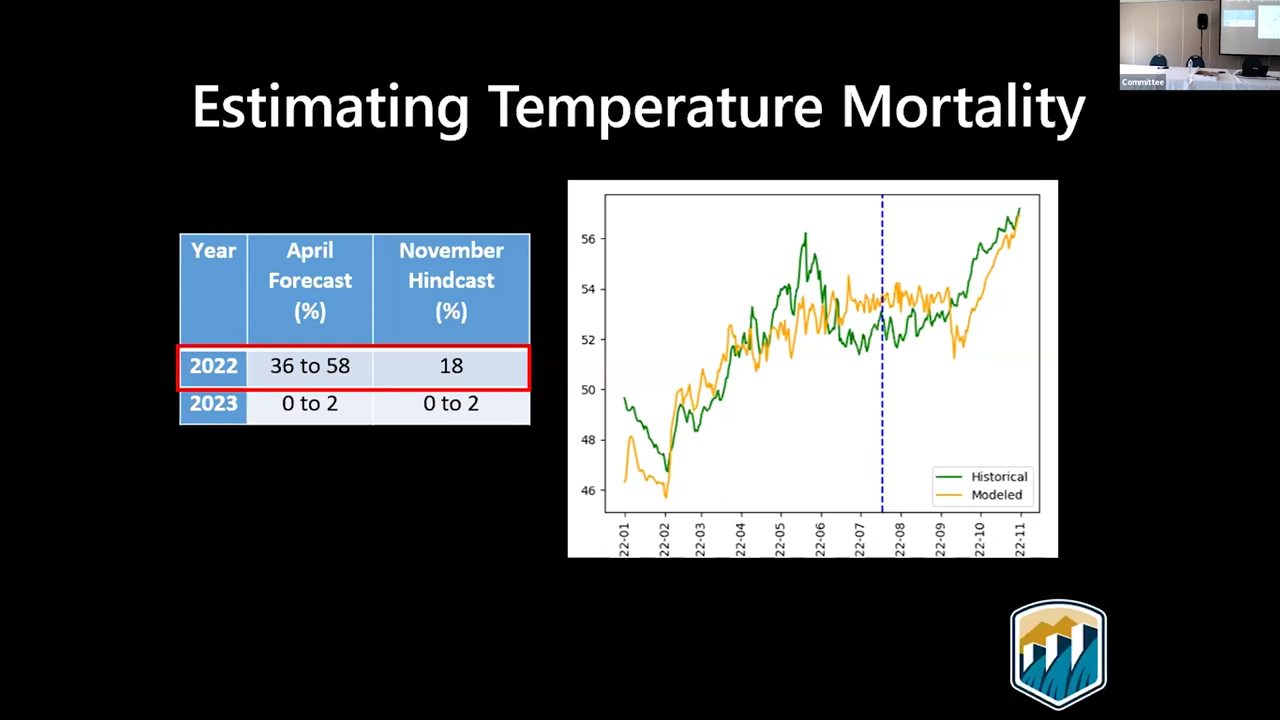 Committee
Estimating Temperature Mortality
Year April Forecast (%) November Hindcast (%)
2022 36 to 58 18
2023 0 to 2 0 to 2
56
54
52
50
48
46
Historical
Modeled
22-01 22-02 22-03 22-04 22-05 22-06 22-07 22-08 22-09 22-10 22-11